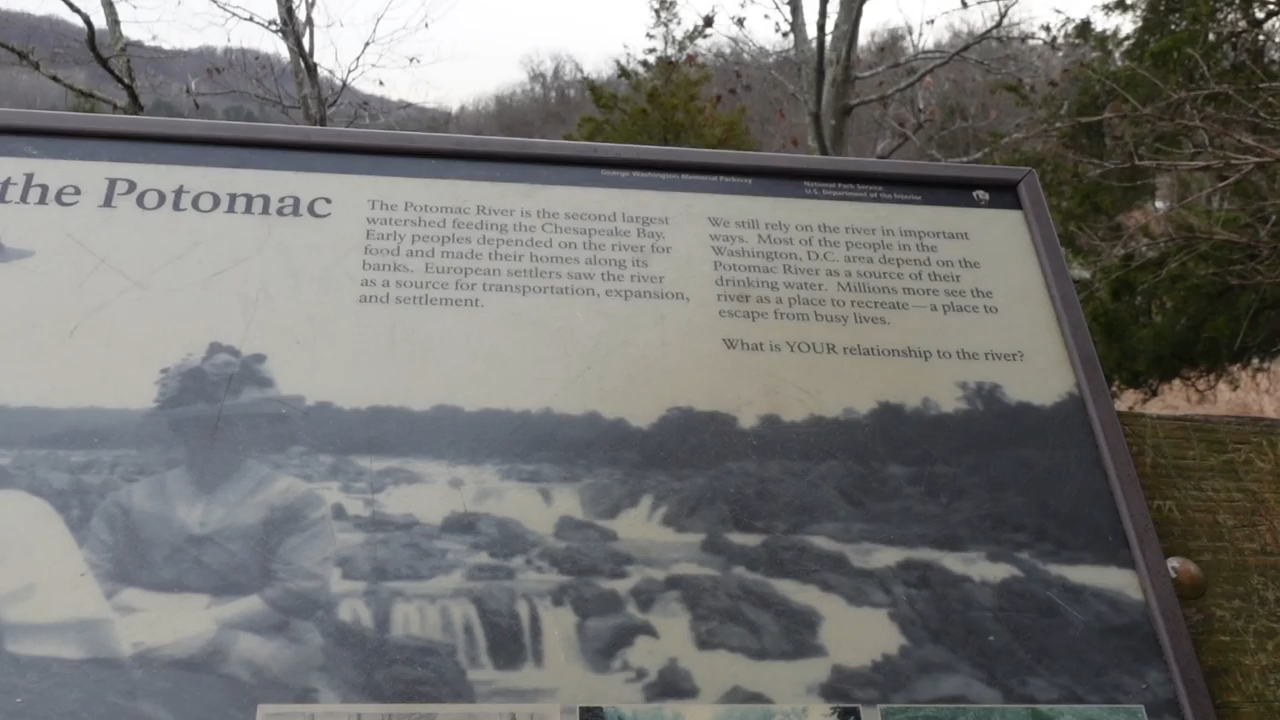 George Washington Memorial Parkway
National Park Service
U.S. Department of the Interior
the Potomac
The Potomac River is the second largest
watershed feeding the Chesapeake Bay.
Early peoples depended on the river for
food and made their homes along its
banks. European settlers saw the river
as a source for transportation, expansion,
and settlement.
We still rely on the river in important
ways. Most of the people in the
Washington, D.C. area depend on the
Potomac River as a source of their
drinking water. Millions more see the
river as a place to recreate — a place to
escape from busy lives.
What is YOUR relationship to the river?